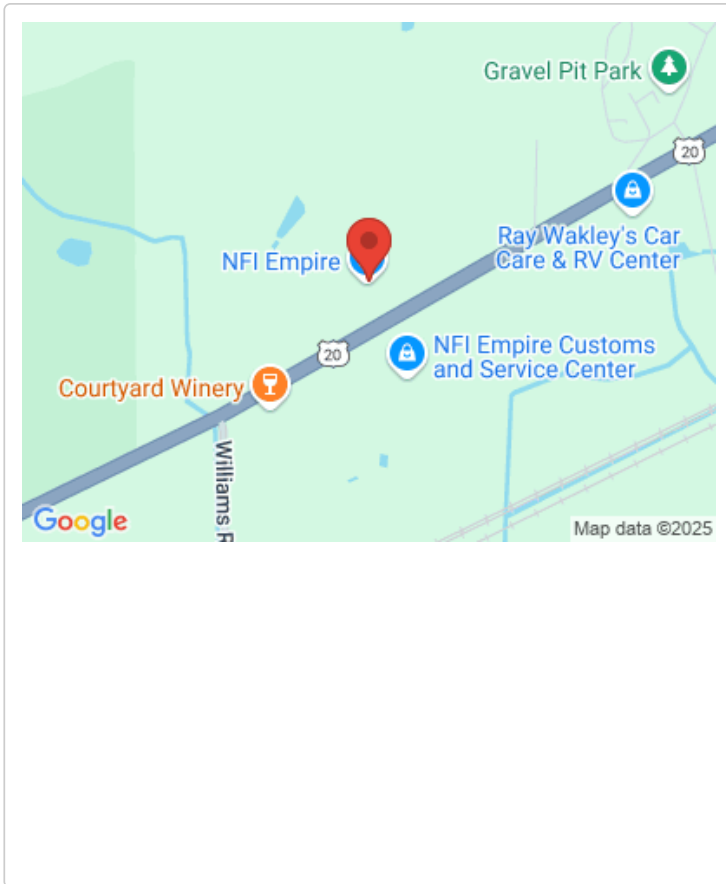 Gravel Pit Park
20
Ray Wakley's Car
Care & RV Center
NFI Empire
20
NFI Empire Customs
and Service Center
Courtyard Winery
Williams R
Google
Map data ©2025